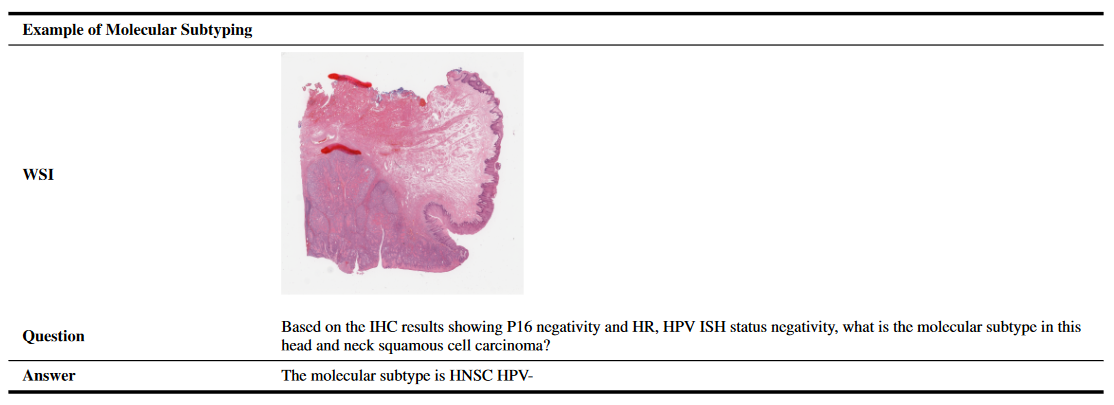 Example of Molecular Subtyping
WSI
Question
Based on the IHC results showing P16 negativity and HR, HPV ISH status negativity, what is the molecular subtype in this
head and neck squamous cell carcinoma?
Answer
The molecular subtype is HNSC HPV-